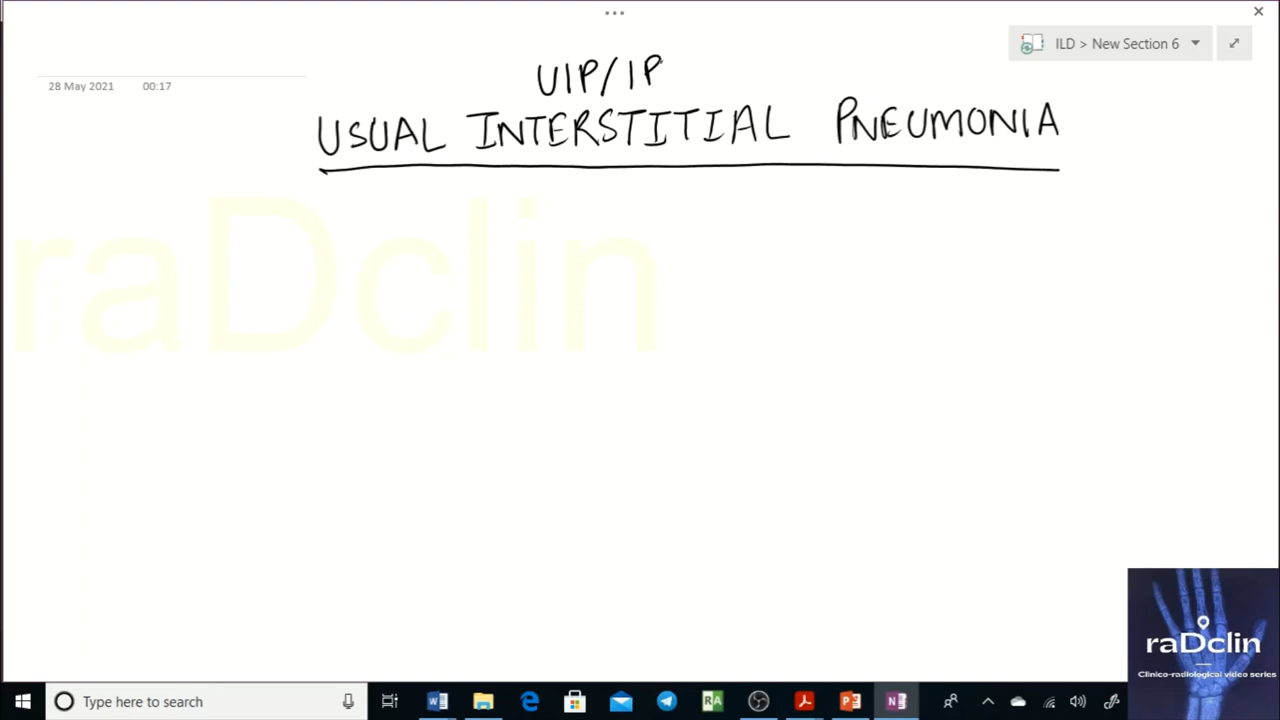 ILD > New Section 6
UIP/IP
28 May 2021 00:17
USUAL INTERSTITIAL PNEUMONIA
raDclin
raDclin
Clinico-radiological video series
Type here to search